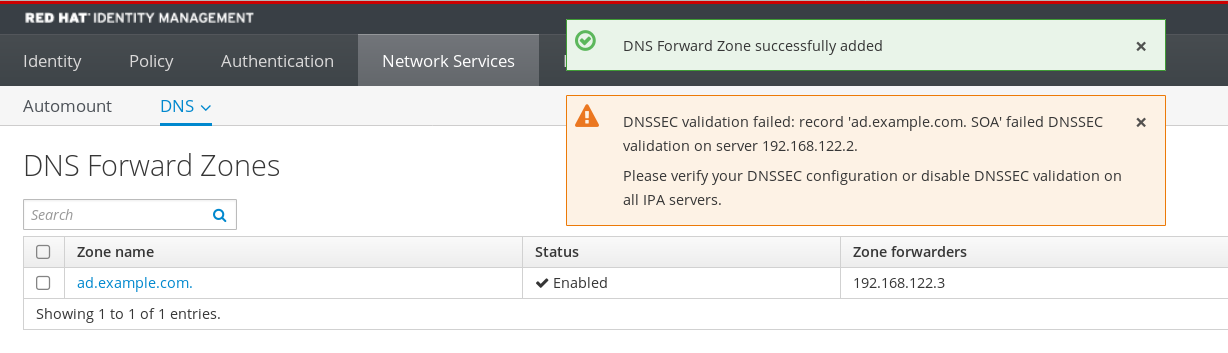 RED HAT IDENTITY MANAGEMENT
DNS Forward Zone successfully added
Identity Policy Authentication Network Services
Automount DNS
DNSSEC validation failed: record 'ad.example.com. SOA' failed DNSSEC
validation on server 192.168.122.2.
Please verify your DNSSEC configuration or disable DNSSEC validation on
all IPA servers.
DNS Forward Zones
Search
Zone name Status Zone forwarders
ad.example.com. Enabled 192.168.122.3
Showing 1 to 1 of 1 entries.